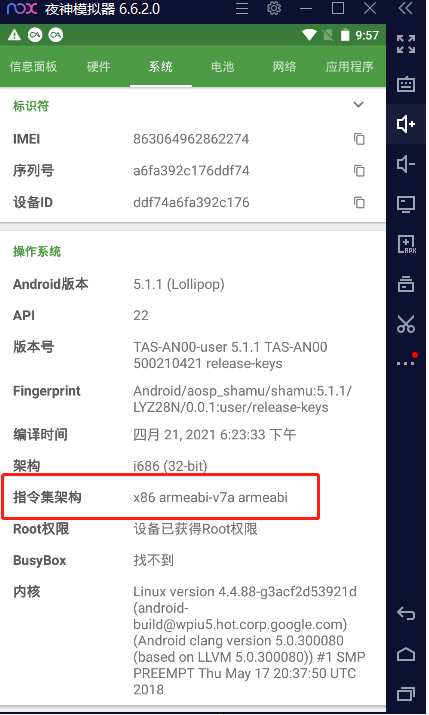 nox 夜神模拟器 6.6.2.0
9:57
信息面板 硬件 系统 电池 网络 应用程序
标识符
IMEI 863064962862274
序列号 a6fa392c176ddf74
设备ID ddf74a6fa392c176
操作系统
Android版本 5.1.1 (Lollipop)
API 22
版本号 TAS-AN00-user 5.1.1 TAS-AN00
500210421 release-keys
Fingerprint Android/aosp_shamu/shamu:5.1.1/
LYZ28N/0.0.1:user/release-keys
编译时间 四月 21, 2021 6:23:33 下午
架构 i686 (32-bit)
指令集架构 x86 armeabi-v7a armeabi
Root权限 设备已获得Root权限
BusyBox 找不到
内核 Linux version 4.4.88-g3acf2d53921d
(android-
build@wpiu5.hot.corp.google.com)
(Android clang version 5.0.300080
(based on LLVM 5.0.300080)) #1 SMP
PREEMPT Thu May 17 20:37:50 UTC
2018
APK